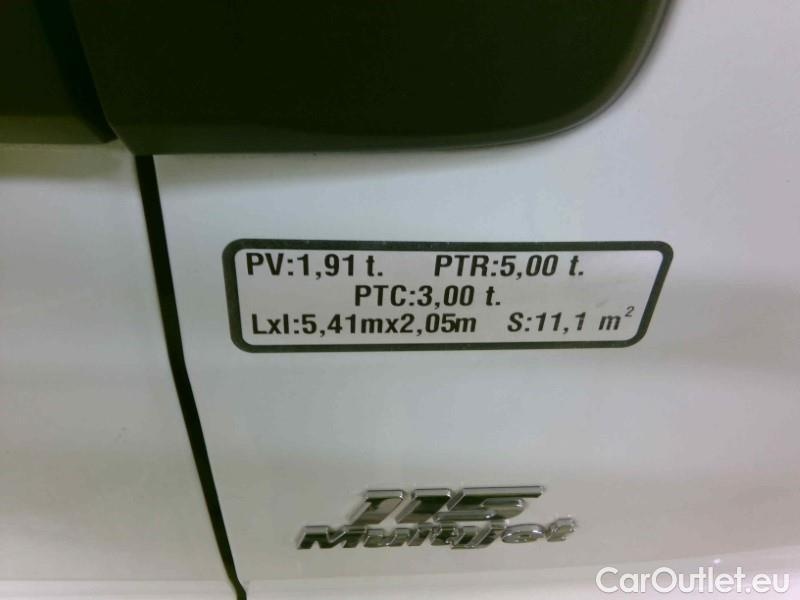 PV:1,91 t. PTR:5,00 t.
PTC:3,00 t.
Lxl:5,41mx2,05m S:11,1 m²
115
Multijet
CarOutlet.eu